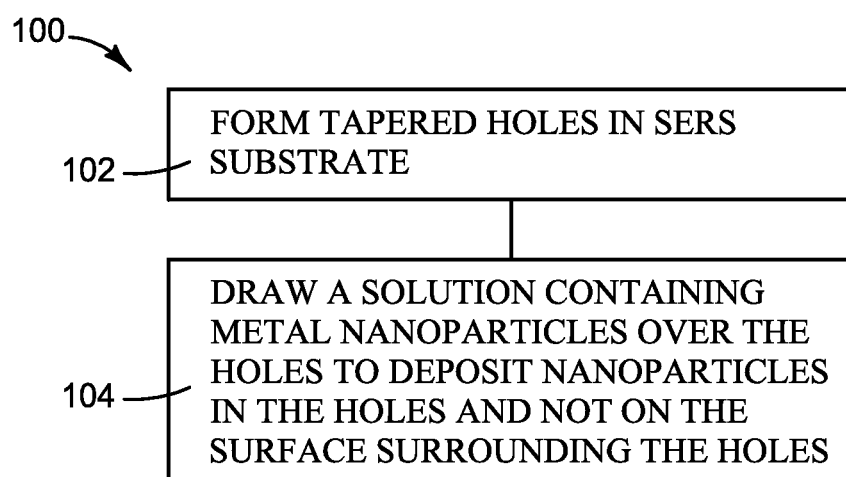 100
FORM TAPERED HOLES IN SERS
SUBSTRATE
102
DRAW A SOLUTION CONTAINING
METAL NANOPARTICLES OVER THE
HOLES TO DEPOSIT NANOPARTICLES
IN THE HOLES AND NOT ON THE
SURFACE SURROUNDING THE HOLES
104